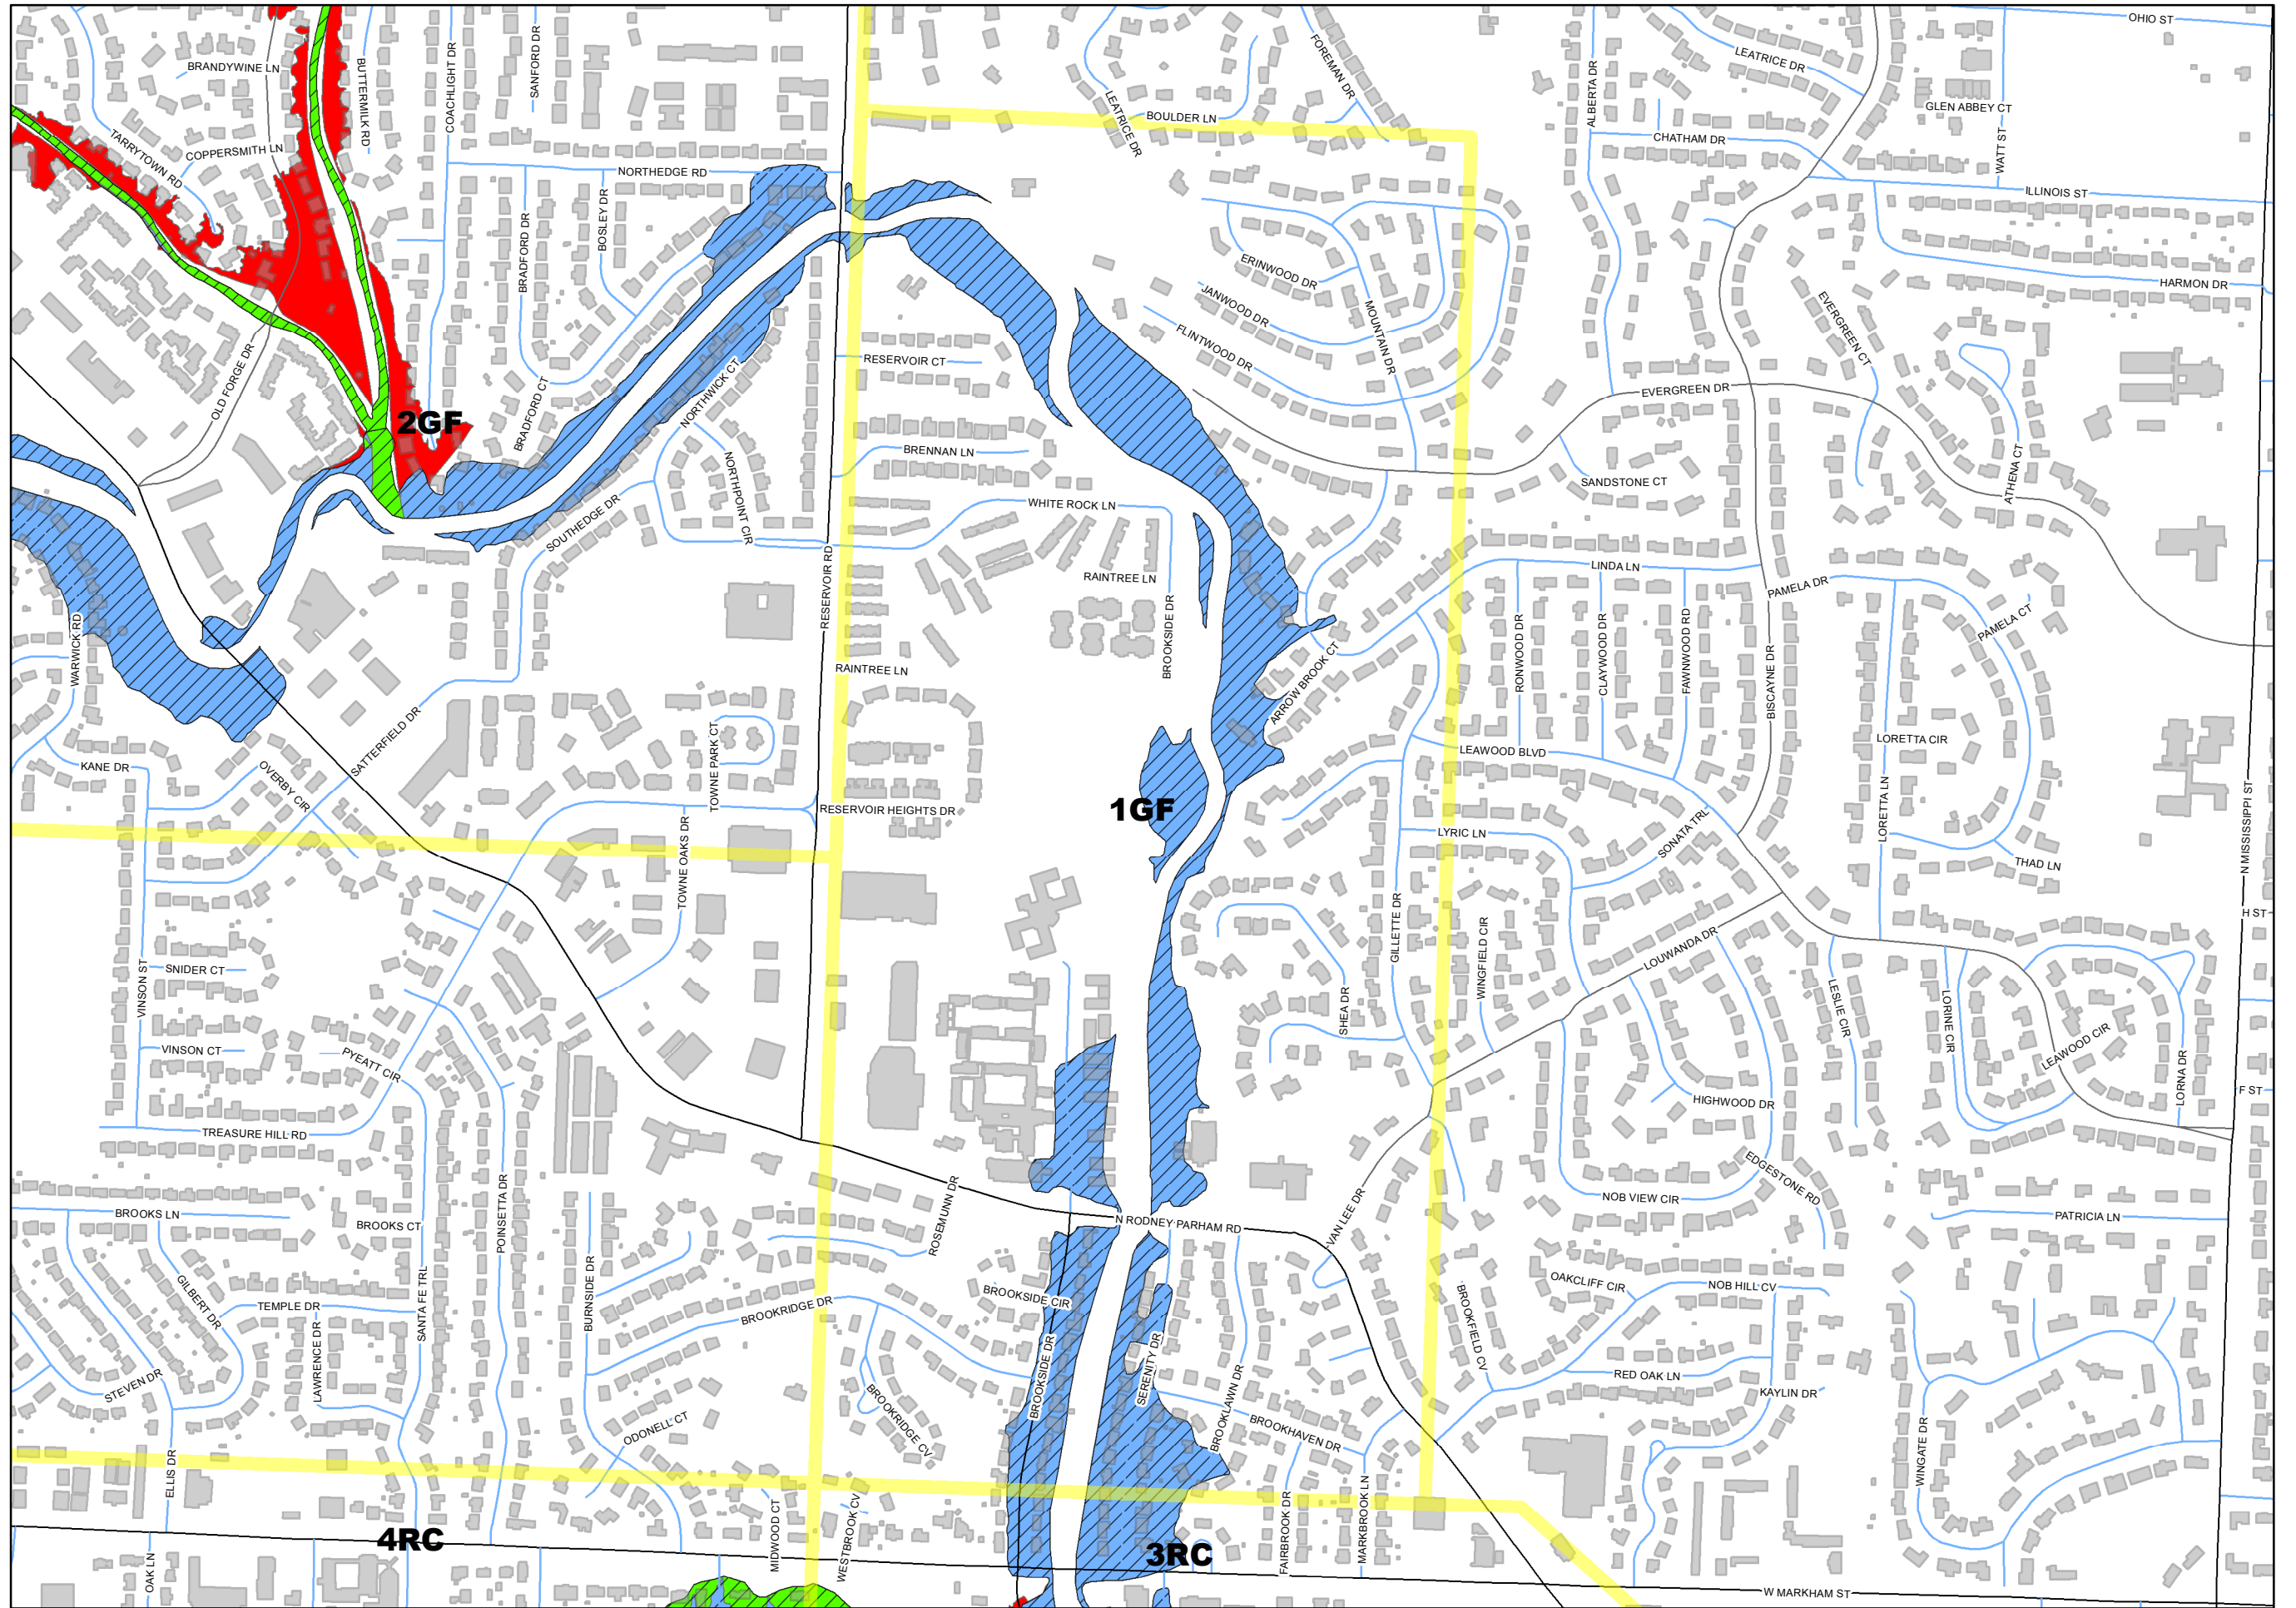 OHIO ST
BRANDYWINE LN
BUTTERMILK RD
COACHLIGHT DR
SANFORD DR
FOREMAN DR
LEATRICE DR
ALBERTA DR
LEATRICE DR
GLEN ABBEY CT
BOULDER LN
TARRYTOWN RD
COPPERSMITH LN
CHATHAM DR
WATT ST
NORTHEDGE RD
ILLINOIS ST
BRADFORD DR
BOSLEY DR
ERINWOOD DR
HARMON DR
JANWOOD DR
MOUNTAIN DR
EVERGREEN CT
FLINTWOOD DR
RESERVOIR CT
OLD FORGE DR
NORTHWICK CT
EVERGREEN DR
2GF
BRADFORD CT
BRENNAN LN
NORTHPOINT CIR
SANDSTONE CT
ATHENA CT
WHITE ROCK LN
SOUTHEDGE DR
RESERVOIR RD
RAINTREE LN
LINDA LN
PAMELA DR
PAMELA CT
WARWICK RD
BROOKSIDE DR
RONWOOD DR
CLAYWOOD DR
FAWNWOOD RD
RAINTREE LN
ARROW BROOK CT
BISCAYNE DR
SATTERFIELD DR
TOWNE PARK CT
LEAWOOD BLVD
LORETTA CIR
KANE DR
OVERBY CIR
RESERVOIR HEIGHTS DR
1GF
LYRIC LN
SONATA TRL
LORETTA LN
N MISSISSIPPI ST
TOWNE OAKS DR
THAD LN
GILLETTE DR
H ST
WINGFIELD CIR
LOUWANDA DR
SNIDER CT
VINSON ST
SHEA DR
LESLIE CIR
LORINE CIR
LEAWOOD CIR
VINSON CT
PYEATT CIR
LORNA DR
F ST
HIGHWOOD DR
TREASURE HILL RD
EDGESTONE RD
POINSETTA DR
ROSEMUNN DR
NOB VIEW CIR
VAN LEE DR
BROOKS LN
BROOKS CT
N RODNEY PARHAM RD
PATRICIA LN
GILBERT DR
SANTA FE TRL
BURNSIDE DR
BROOKSIDE CIR
OAKCLIFF CIR
NOB HILL CV
TEMPLE DR
BROOKRIDGE DR
BROOKFIELD CV
LAWRENCE DR
BROOKSIDE DR
SERENITY DR
BROOKLAWN DR
RED OAK LN
STEVEN DR
KAYLIN DR
BROOKRIDGE CV
ODONELL CT
BROOKHAVEN DR
WINGATE DR
ELLIS DR
MIDWOOD CT
WESTBROOK CV
FAIRBROOK DR
MARKBROOK LN
4RC
3RC
OAK LN
W MARKHAM ST